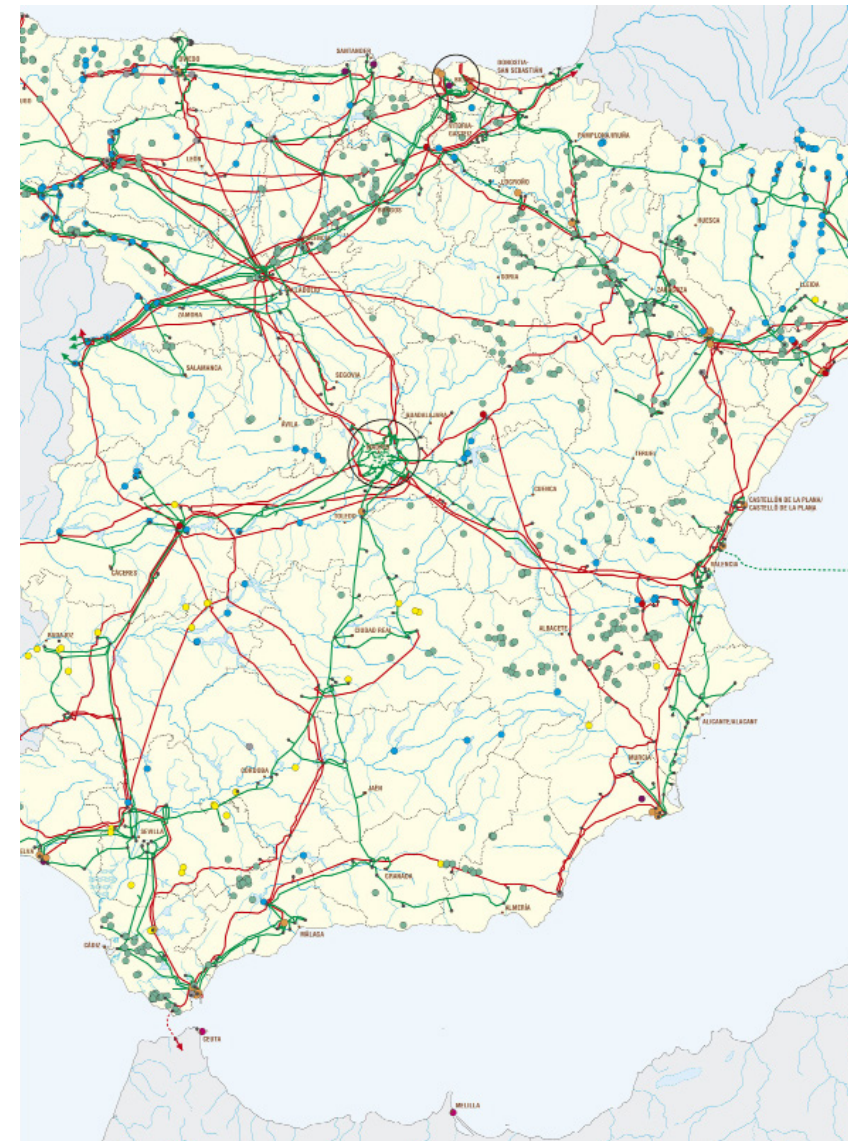 SANTANDER
DONOSTIA-
SAN SEBASTIÁN
OVIEDO
VITORIA-
PAMPLONA/IRUÑA
LEÓN
LOGROÑO
BURGOS
HUESCA
SORIA
ZARAGOZA
LLEIDA
VALLADOLID
ZAMORA
SALAMANCA
SEGOVIA
ÁVILA
GUADALAJARA
TERUEL
CUENCA
CASTELLÓN DE LA PLANA/
CASTELLÓ DE LA PLANA
TOLEDO
VALENCIA
CÁCERES
BADAJOZ
CIUDAD REAL
ALBACETE
ALICANTE/ALACANT
MURCIA
CÓRDOBA
JAÉN
SEVILLA
GRANADA
ALMERÍA
MÁLAGA
CÁDIZ
CEUTA
MELILLA